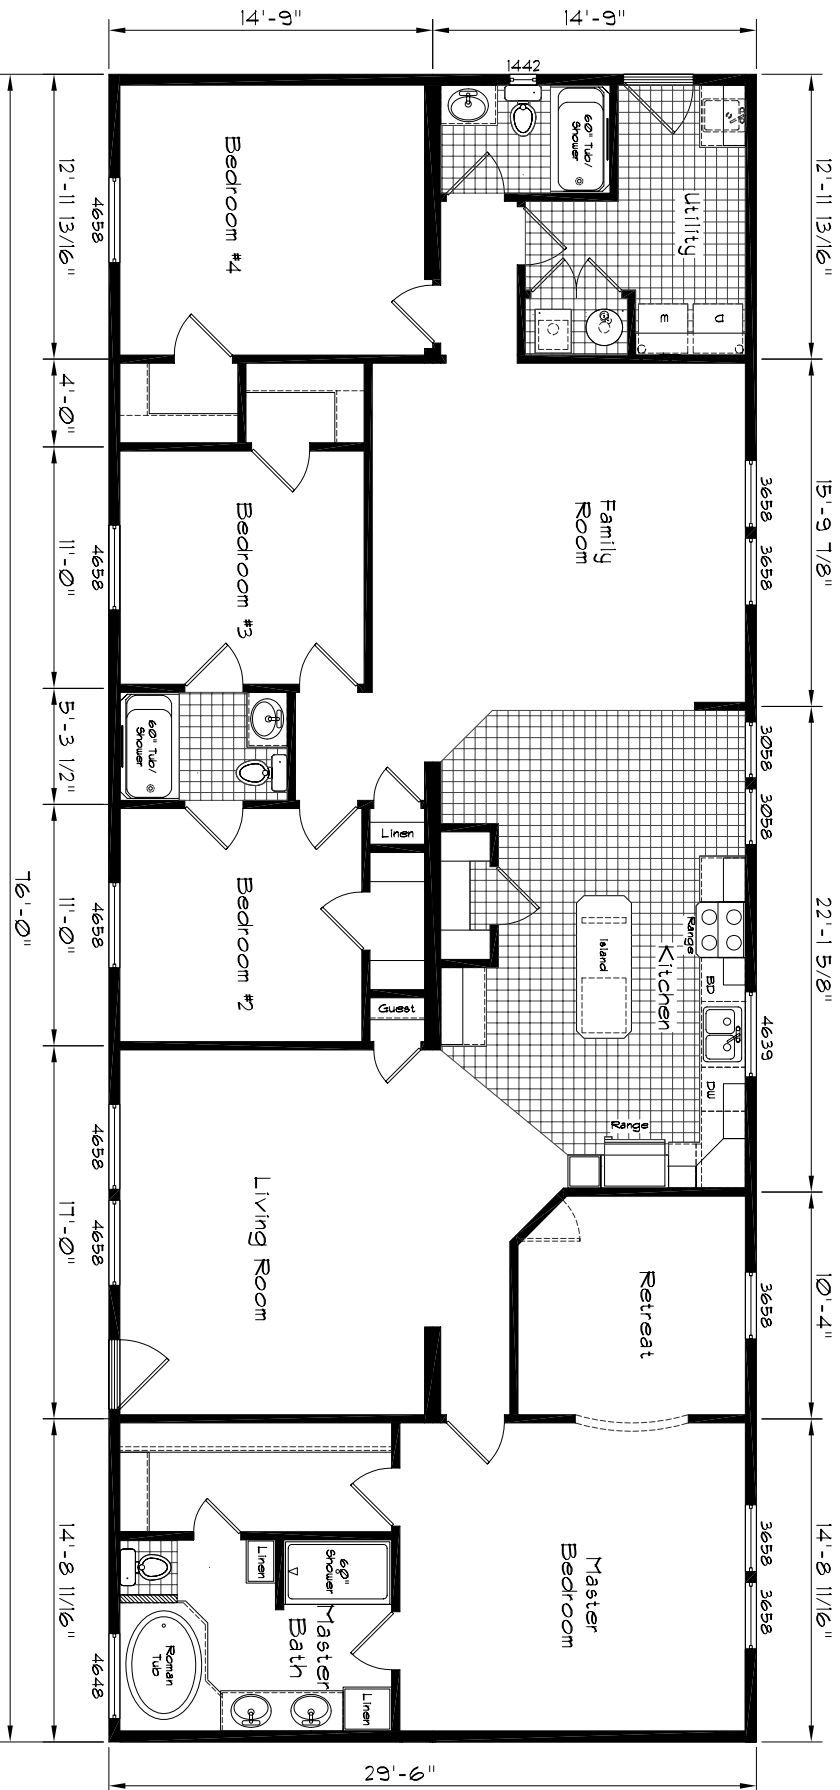 14'-9"
14'-9"
1442
12'-11 13/16"
4'-0"
11'-0"
5'-3 1/2"
11'-0"
17'-0"
14'-8 11/16"
76'-0"
4658
4658
4658
4658
4658
4648
Bedroom #4
60" Tub/
Shower
Utility
W
D
Family
Room
Bedroom #3
60" Tub/
Shower
Linen
Bedroom #2
Guest
Island
Kitchen
Range
BD
DW
Range
Living Room
Retreat
Master
Bedroom
Linen
60"
Shower
Master
Bath
Roman
Tub
Linen
3658
3658
3058
3058
4639
3658
3658
3658
12'-11 13/16"
15'-9 7/8"
22'-1 5/8"
10'-4"
14'-8 11/16"
29'-6"